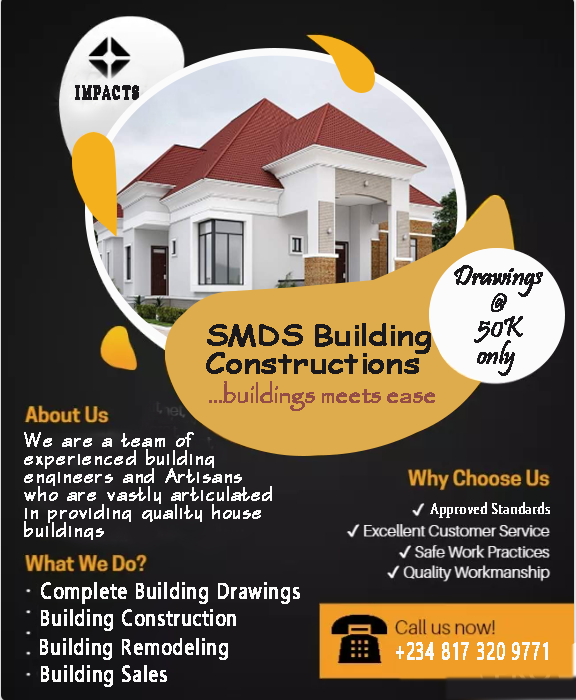 IMPACTS
Drawings
@
50K
only
SMDS Building
Constructions
...buildings meets ease
About Us
We are a team of
experienced building
engineers and Artisans
who are vastly articulated
in providing quality house
buildings
Why Choose Us
✓ Approved Standards
✓ Excellent Customer Service
✓ Safe Work Practices
✓ Quality Workmanship
What We Do?
· Complete Building Drawings
· Building Construction
· Building Remodeling
· Building Sales
Call us now!
+234 817 320 9771